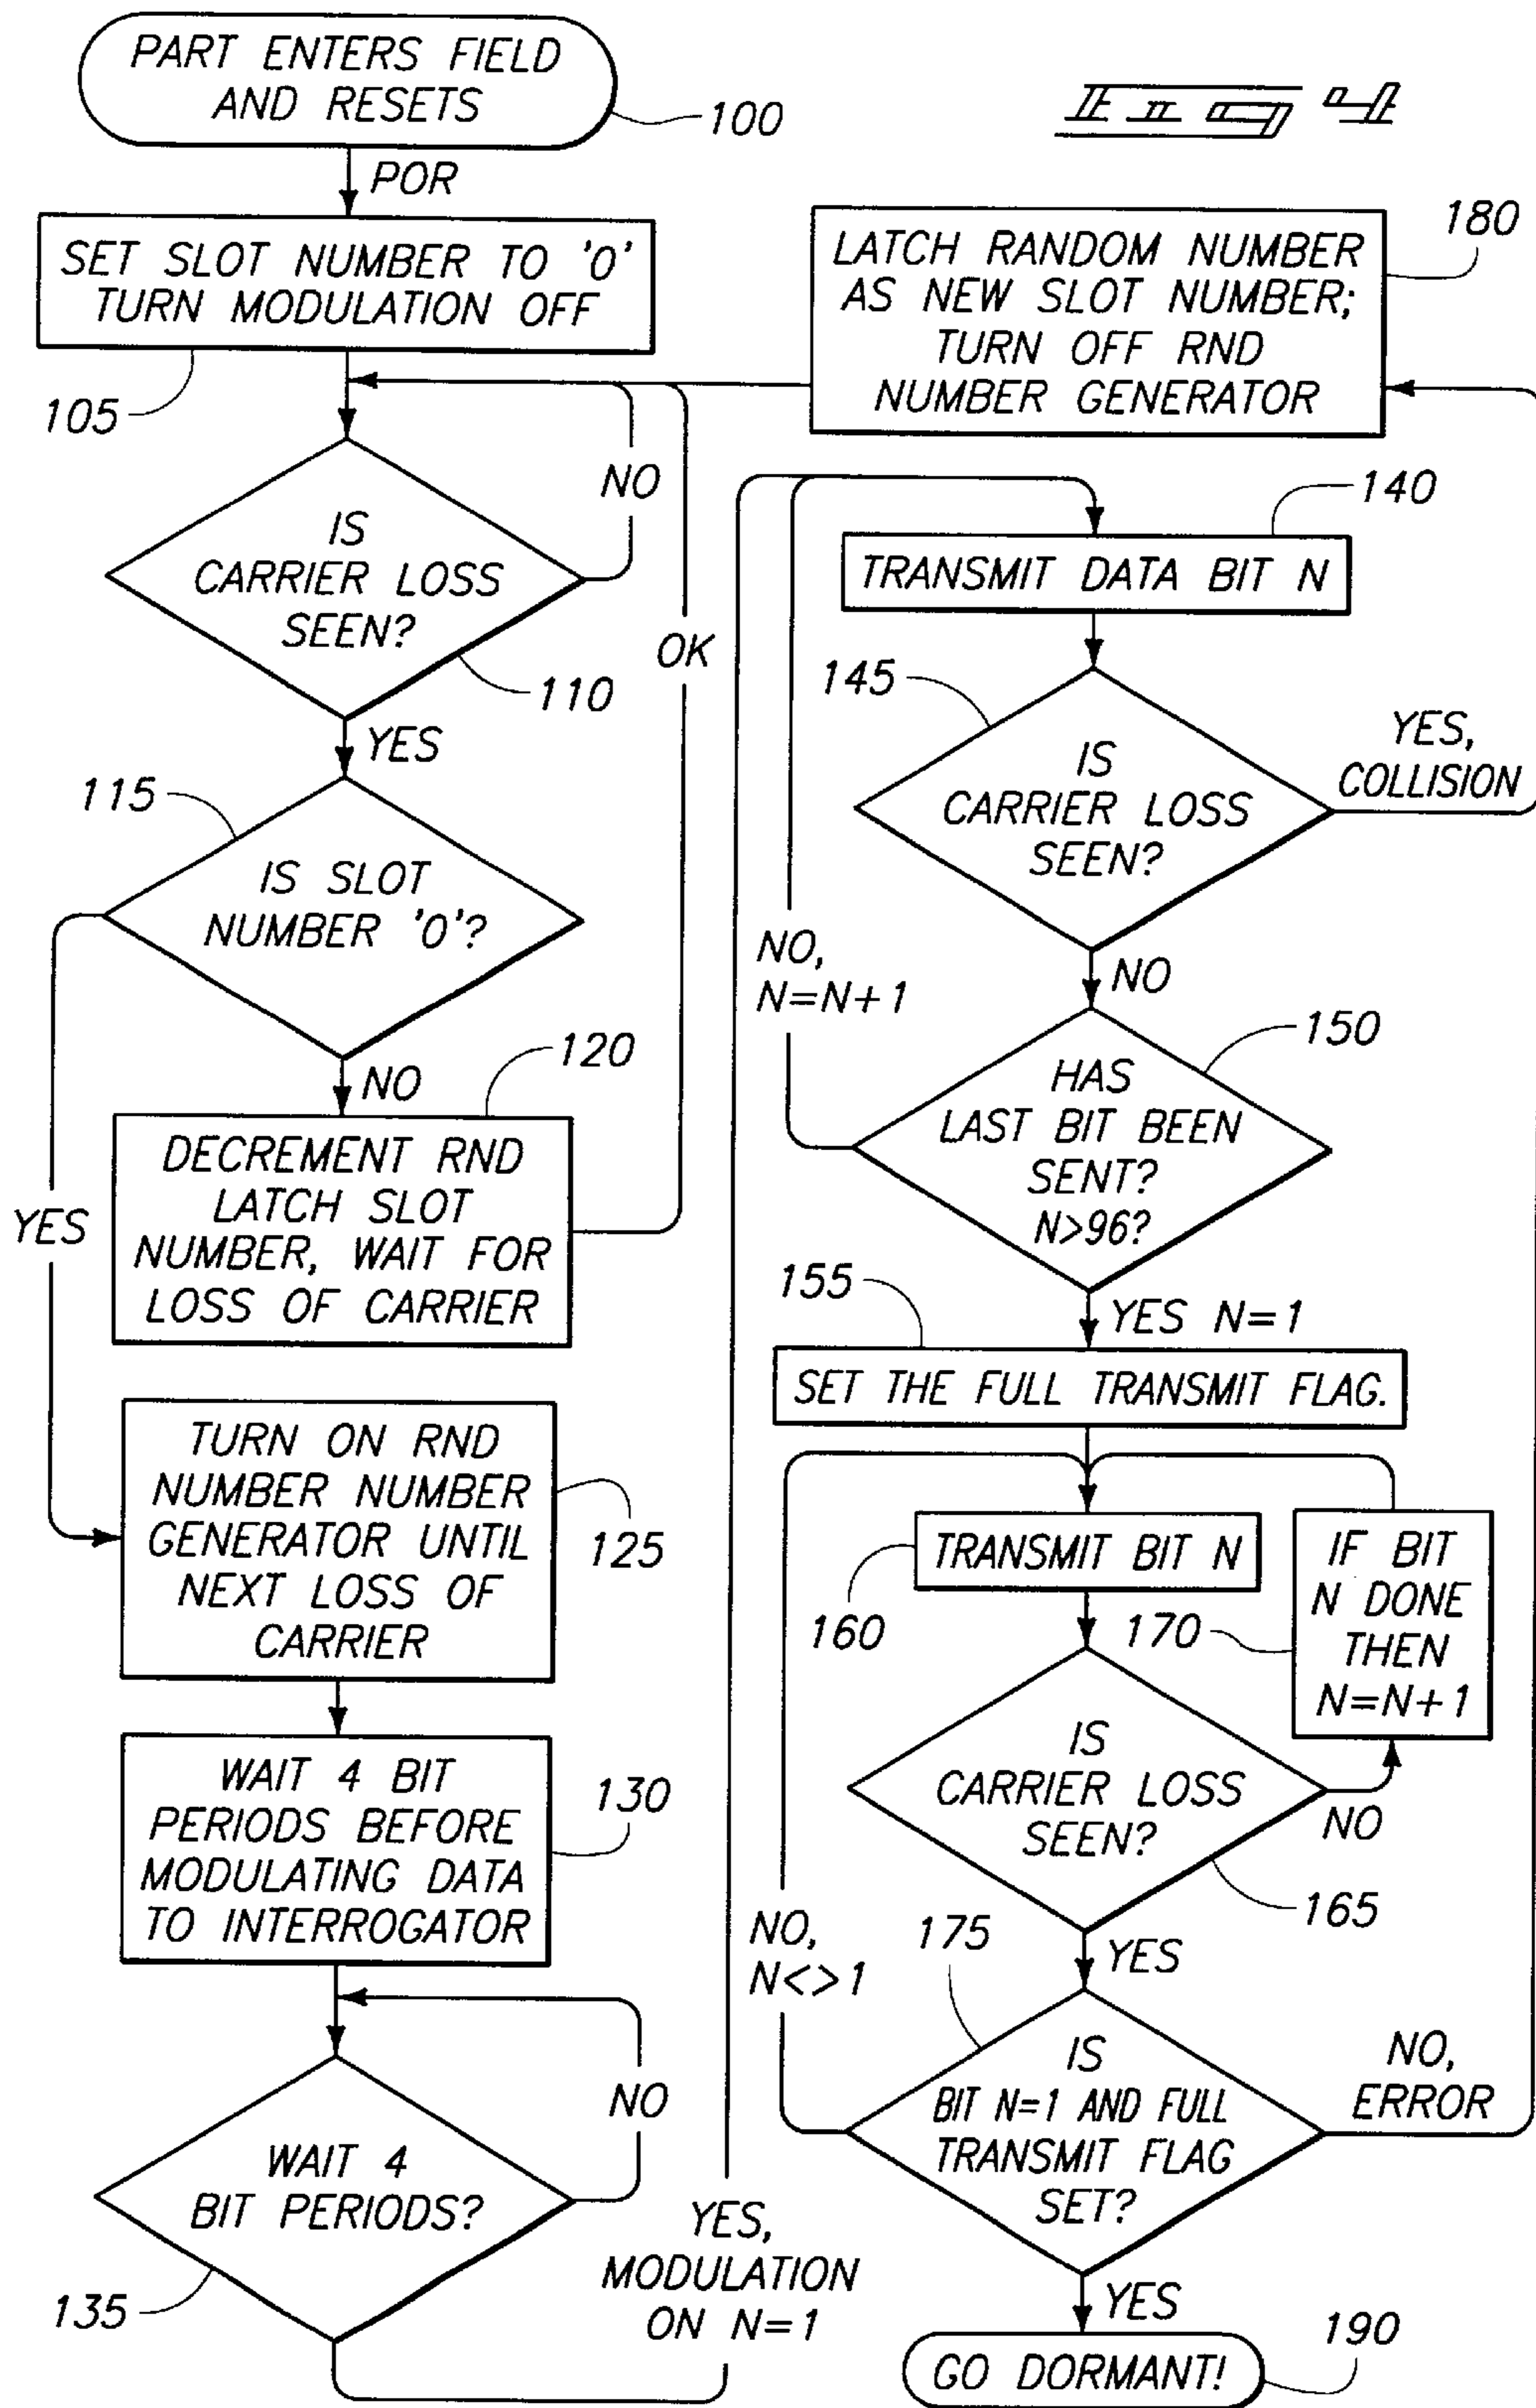 PART ENTERS FIELD
AND RESETS
100
Fig 4
POR
SET SLOT NUMBER TO '0'
TURN MODULATION OFF
105
LATCH RANDOM NUMBER
AS NEW SLOT NUMBER;
TURN OFF RND
NUMBER GENERATOR
180
IS
CARRIER LOSS
SEEN?
NO
110
OK
YES
115
IS SLOT
NUMBER '0'?
NO
YES
120
DECREMENT RND
LATCH SLOT
NUMBER, WAIT FOR
LOSS OF CARRIER
TURN ON RND
NUMBER NUMBER
GENERATOR UNTIL
NEXT LOSS OF
CARRIER
125
WAIT 4 BIT
PERIODS BEFORE
MODULATING DATA
TO INTERROGATOR
130
WAIT 4
BIT PERIODS?
NO
135
YES,
MODULATION
ON N=1
140
TRANSMIT DATA BIT N
145
IS
CARRIER LOSS
SEEN?
YES,
COLLISION
NO
NO,
N=N+1
150
HAS
LAST BIT BEEN
SENT?
N>96?
YES N=1
155
SET THE FULL TRANSMIT FLAG.
TRANSMIT BIT N
160
170
IF BIT
N DONE
THEN
N=N+1
IS
CARRIER LOSS
SEEN?
NO
165
YES
NO,
N<>1
175
IS
BIT N=1 AND FULL
TRANSMIT FLAG
SET?
NO,
ERROR
YES
GO DORMANT!
190